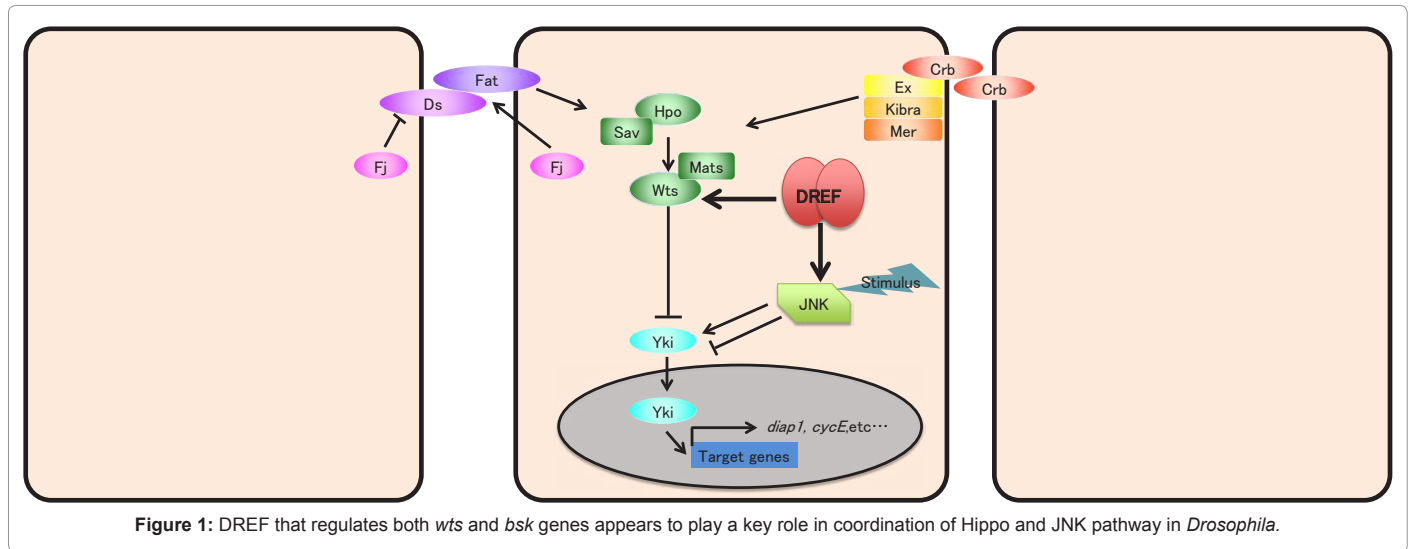 Fat
Ds
Fj
Fj
Hpo
Sav
Mats
Wts
Crb
Crb
Ex
Kibra
Mer
DREF
Stimulus
JNK
Yki
Yki
diap1, cycE,etc…
Target genes
Figure 1: DREF that regulates both wts and bsk genes appears to play a key role in coordination of Hippo and JNK pathway in Drosophila.